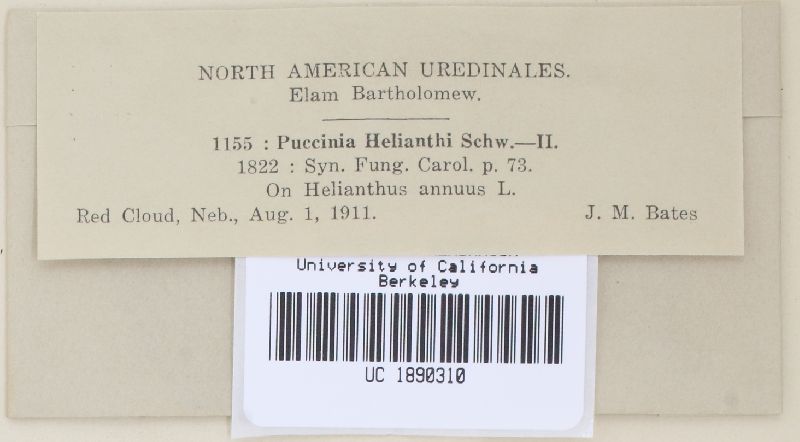 NORTH AMERICAN UREDINALES.
Elam Bartholomew.
1155 : Puccinia Helianthi Schw.—II.
1822 : Syn. Fung. Carol. p. 73.
On Helianthus annuus L.
Red Cloud, Neb., Aug. 1, 1911. J. M. Bates
University of California
Berkeley
UC 1890310